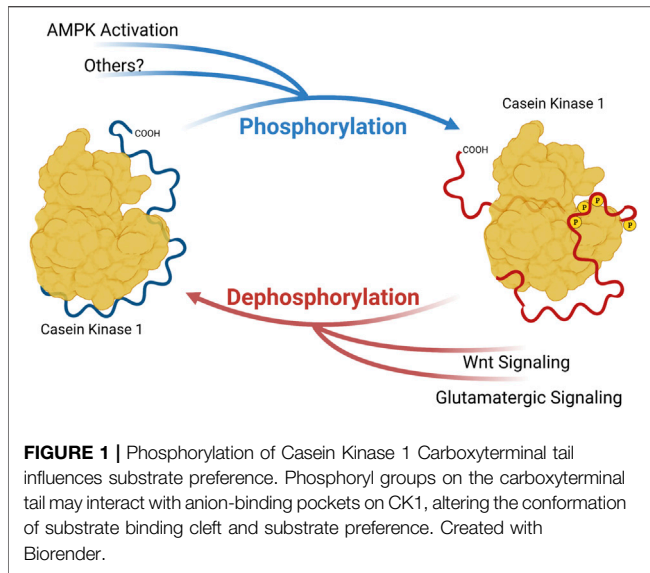 AMPK Activation
Others?
COOH
Phosphorylation
Casein Kinase 1
COOH
P
P
P
P
Dephosphorylation
Casein Kinase 1
Wnt Signaling
Glutamatergic Signaling
FIGURE 1 | Phosphorylation of Casein Kinase 1 Carboxyterminal tail
influences substrate preference. Phosphoryl groups on the carboxyterminal
tail may interact with anion-binding pockets on CK1, altering the conformation
of substrate binding cleft and substrate preference. Created with
Biorender.